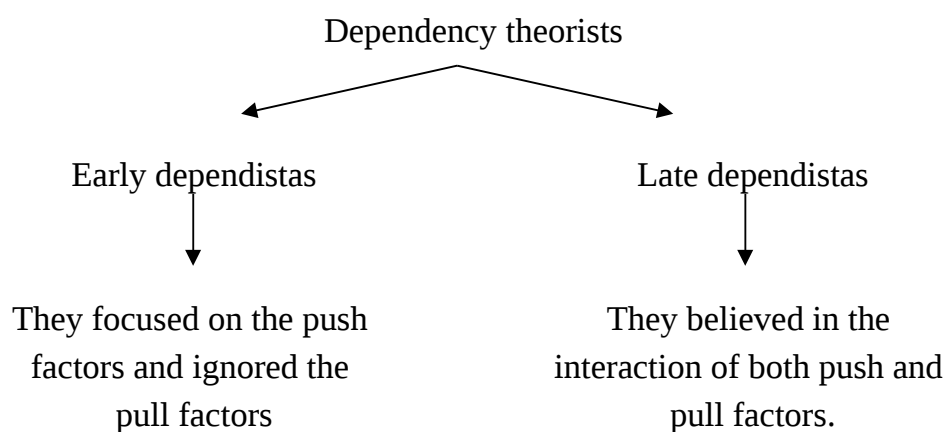 Dependency theorists
Early dependistas
Late dependistas
They focused on the push
factors and ignored the
pull factors
They believed in the
interaction of both push and
pull factors.